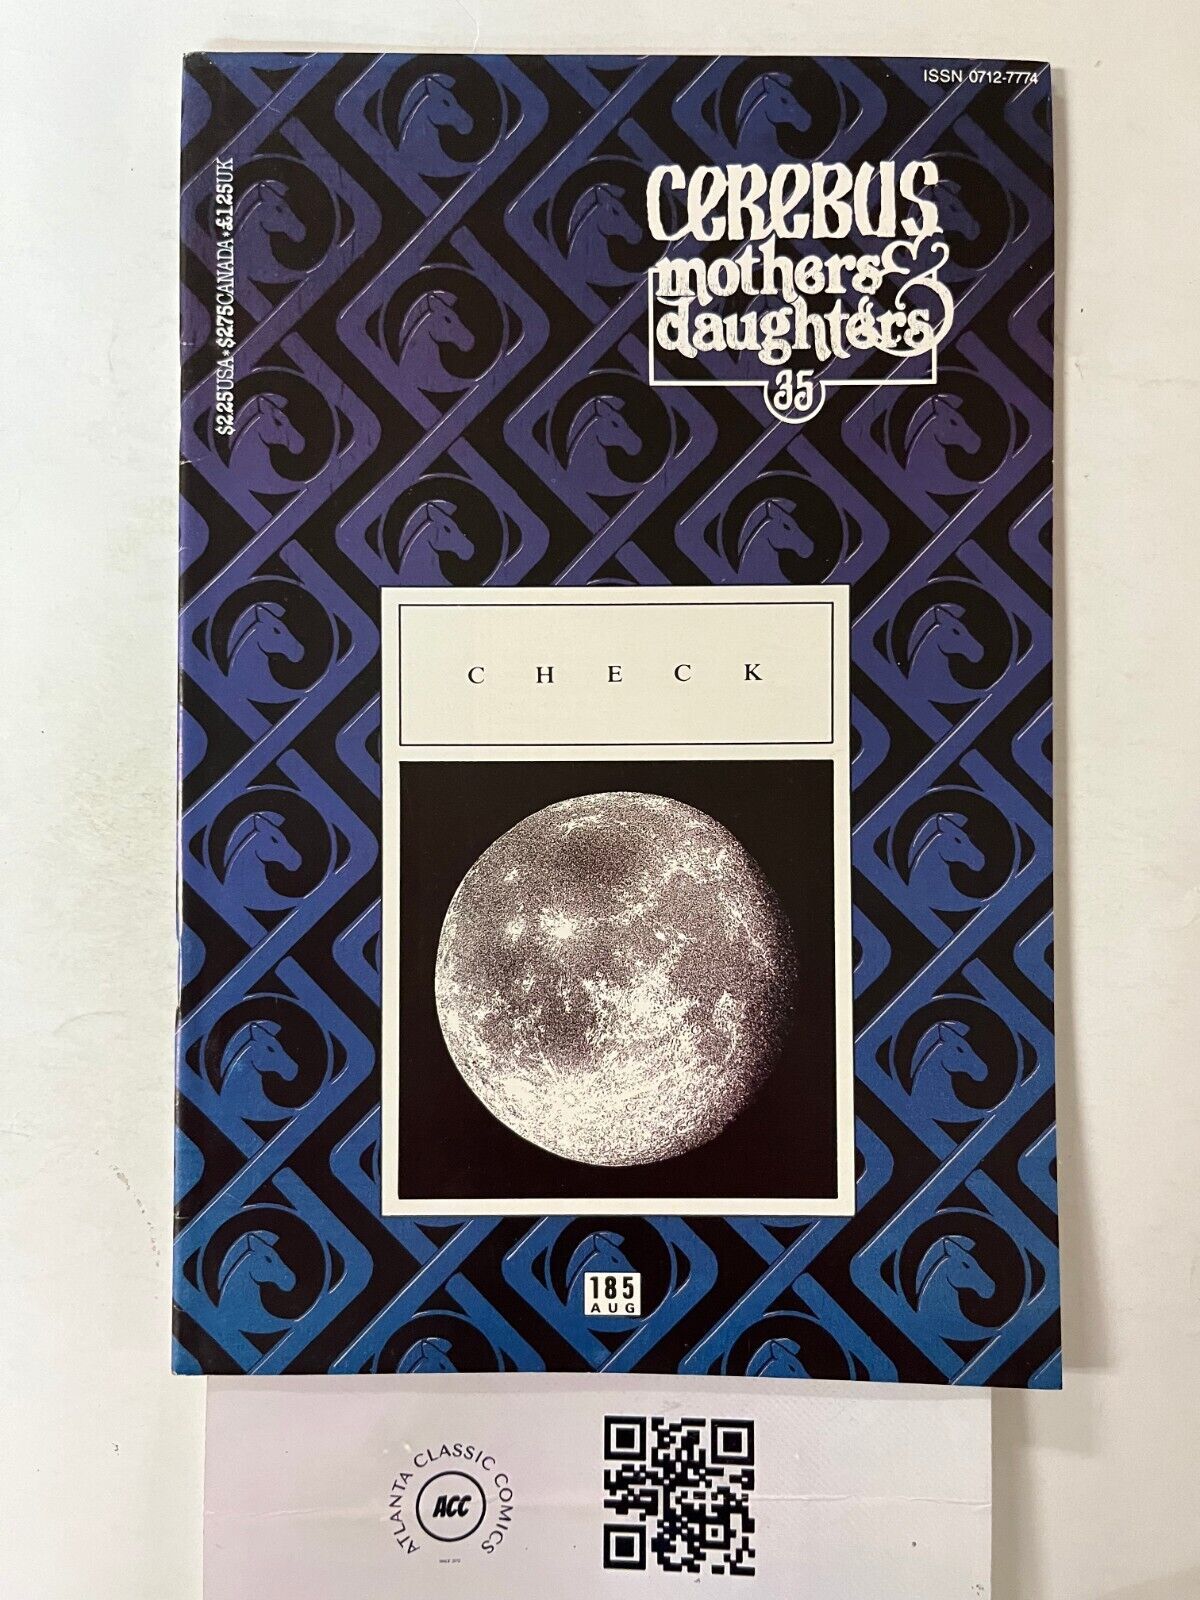 ISSN 0712-7774
$2.25USA*$2.75CANADA*£1.25UK
CEREBUS
mothers &
daughters
35
CHECK
185
AUG
ATLANTA CLASSIC COMICS
ACC